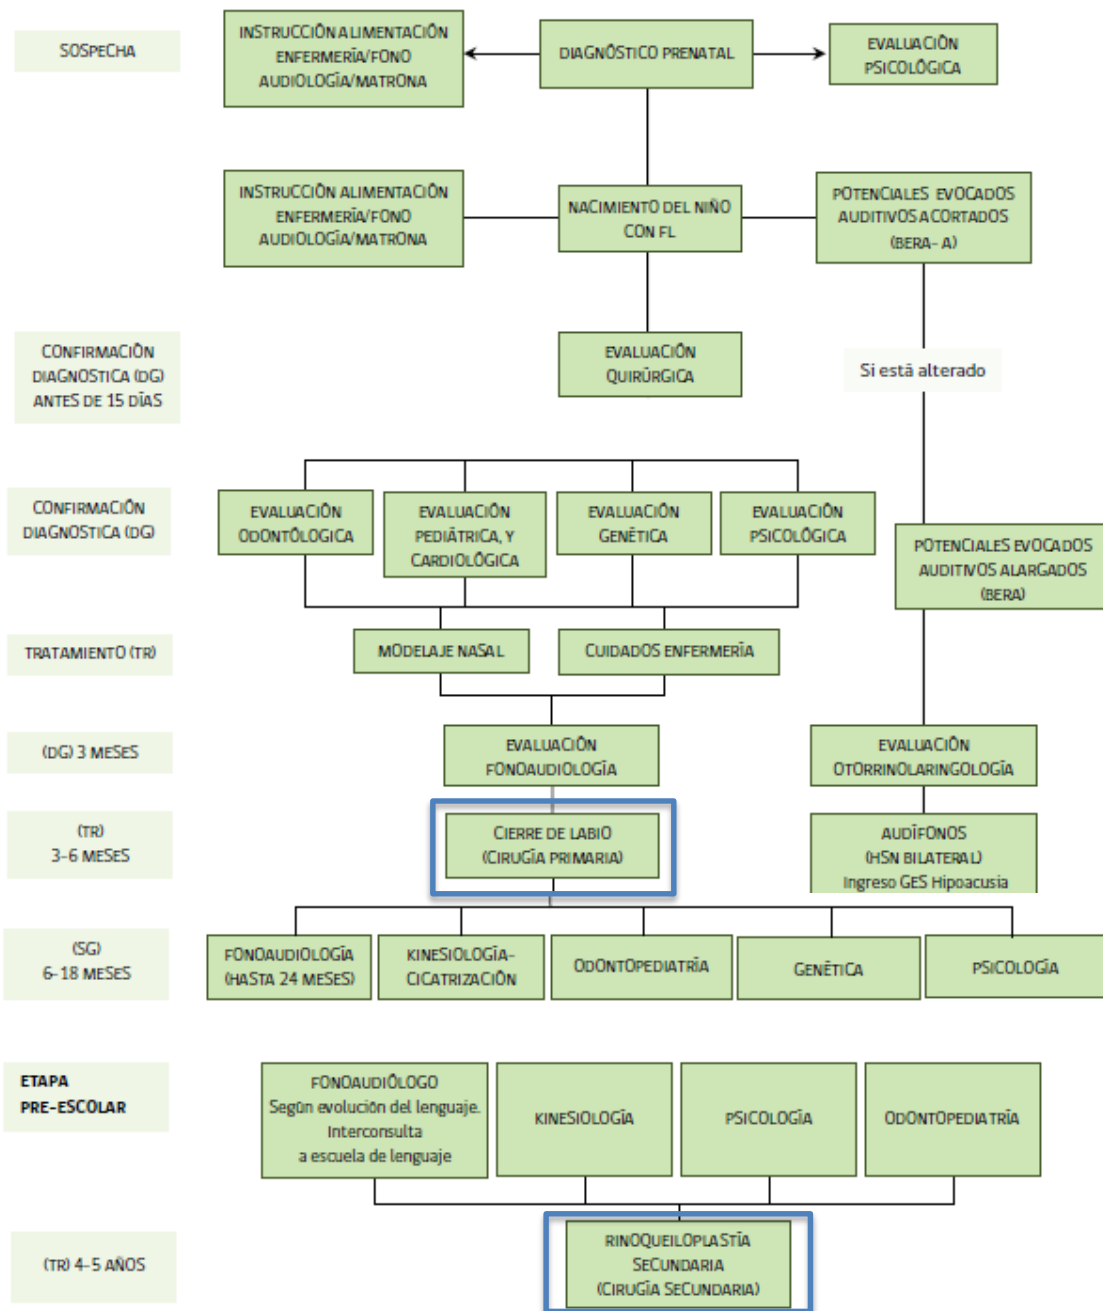 SOSPECHA
INSTRUCCIÓN ALIMENTACIÓN
ENFERMERÍA/FONO
AUDIOLOGÍA/MATRONA
DIAGNÓSTICO PRENATAL
EVALUACIÓN
PSICOLÓGICA
INSTRUCCIÓN ALIMENTACIÓN
ENFERMERÍA/FONO
AUDIOLOGÍA/MATRONA
NACIMIENTO DEL NIÑO
CON FL
POTENCIALES EVOCADOS
AUDITIVOS ACORTADOS
(BERA- A)
CONFIRMACIÓN
DIAGNOSTICA (DG)
ANTES DE 15 DÍAS
EVALUACIÓN
QUIRÚRGICA
Si está alterado
CONFIRMACIÓN
DIAGNOSTICA (DG)
EVALUACIÓN
ODONTÓLOGICA
EVALUACIÓN
PEDIÁTRICA, Y
CARDIOLÓGICA
EVALUACIÓN
GENÉTICA
EVALUACIÓN
PSICOLÓGICA
POTENCIALES EVOCADOS
AUDITIVOS ALARGADOS
(BERA)
TRATAMIENTO (TR)
MODELAJE NASAL
CUIDADOS ENFERMERÍA
(DG) 3 MESES
EVALUACIÓN
FONOAUDIOLOGÍA
EVALUACIÓN
OTORRINOLARINGOLOGÍA
(TR)
3-6 MESES
CIERRE DE LABIO
(CIRUGÍA PRIMARIA)
AUDÍFONOS
(HSN BILATERAL)
Ingreso GES Hipoacusia
(SG)
6-18 MESES
FONOAUDIOLOGÍA
(HASTA 24 MESES)
KINESIOLOGÍA-
CICATRIZACIÓN
ODONTOPEDIATRÍA
GENÉTICA
PSICOLOGÍA
ETAPA
PRE-ESCOLAR
FONOAUDIÓLOGO
Según evolución del lenguaje.
Interconsulta
a escuela de lenguaje
KINESIOLOGÍA
PSICOLOGÍA
ODONTOPEDIATRÍA
(TR) 4-5 AÑOS
RINOQUEILOPLASTÍA
SECUNDARIA
(CIRUGÍA SECUNDARIA)